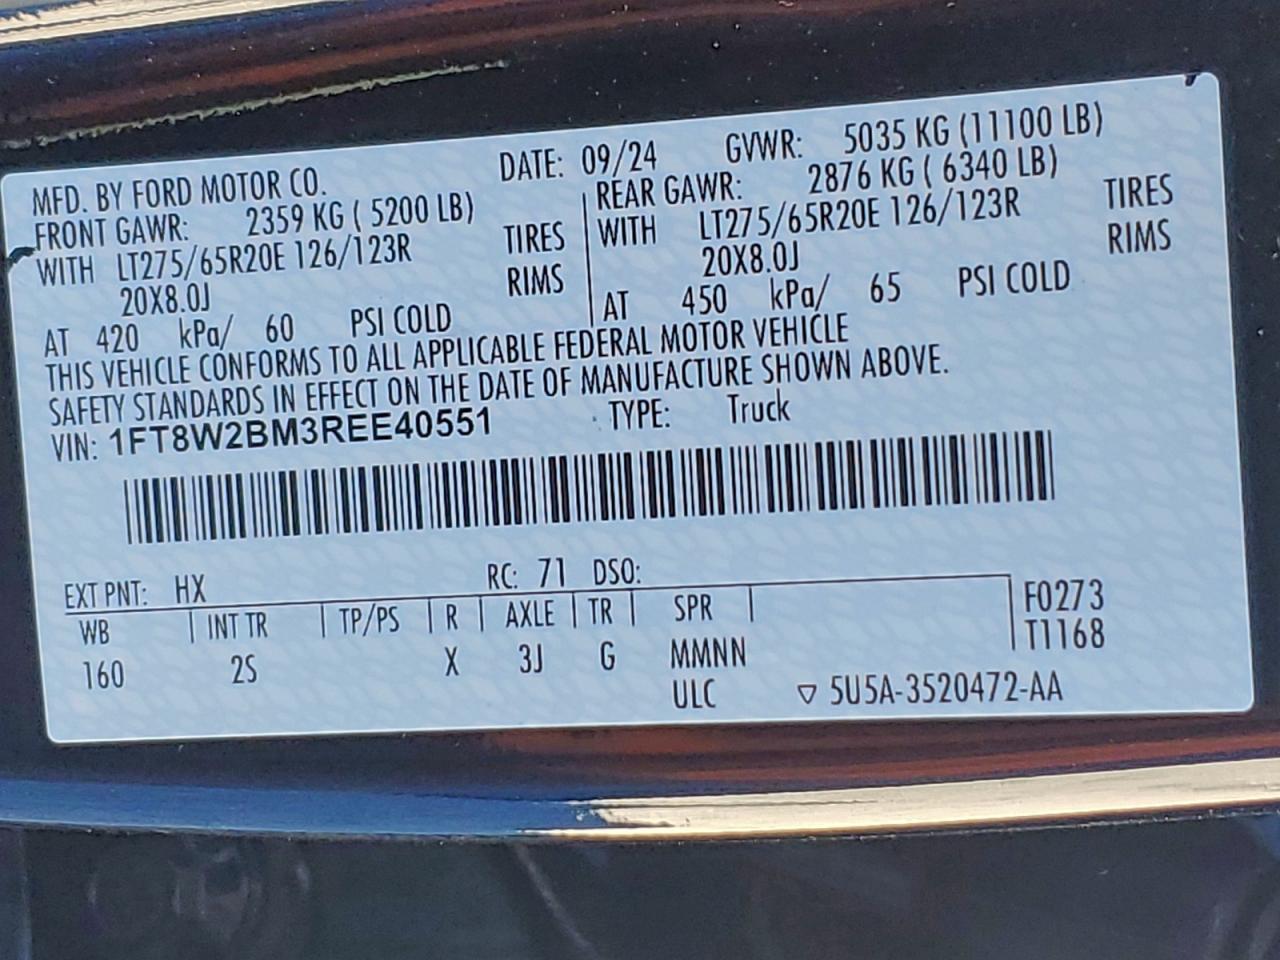 MFD. BY FORD MOTOR CO. DATE: 09/24 GVWR: 5035 KG (11100 LB)
FRONT GAWR: 2359 KG ( 5200 LB) REAR GAWR: 2876 KG ( 6340 LB)
WITH LT275/65R20E 126/123R TIRES WITH LT275/65R20E 126/123R TIRES
20X8.0J RIMS 20X8.0J RIMS
AT 420 kPa/ 60 PSI COLD AT 450 kPa/ 65 PSI COLD
THIS VEHICLE CONFORMS TO ALL APPLICABLE FEDERAL MOTOR VEHICLE
SAFETY STANDARDS IN EFFECT ON THE DATE OF MANUFACTURE SHOWN ABOVE.
VIN: 1FT8W2BM3REE40551 TYPE: Truck
EXT PNT: HX RC: 71 DSO:
WB INT TR TP/PS R AXLE TR SPR F0273
160 2S X 3J G MMNN T1168
ULC ▽ 5U5A-3520472-AA